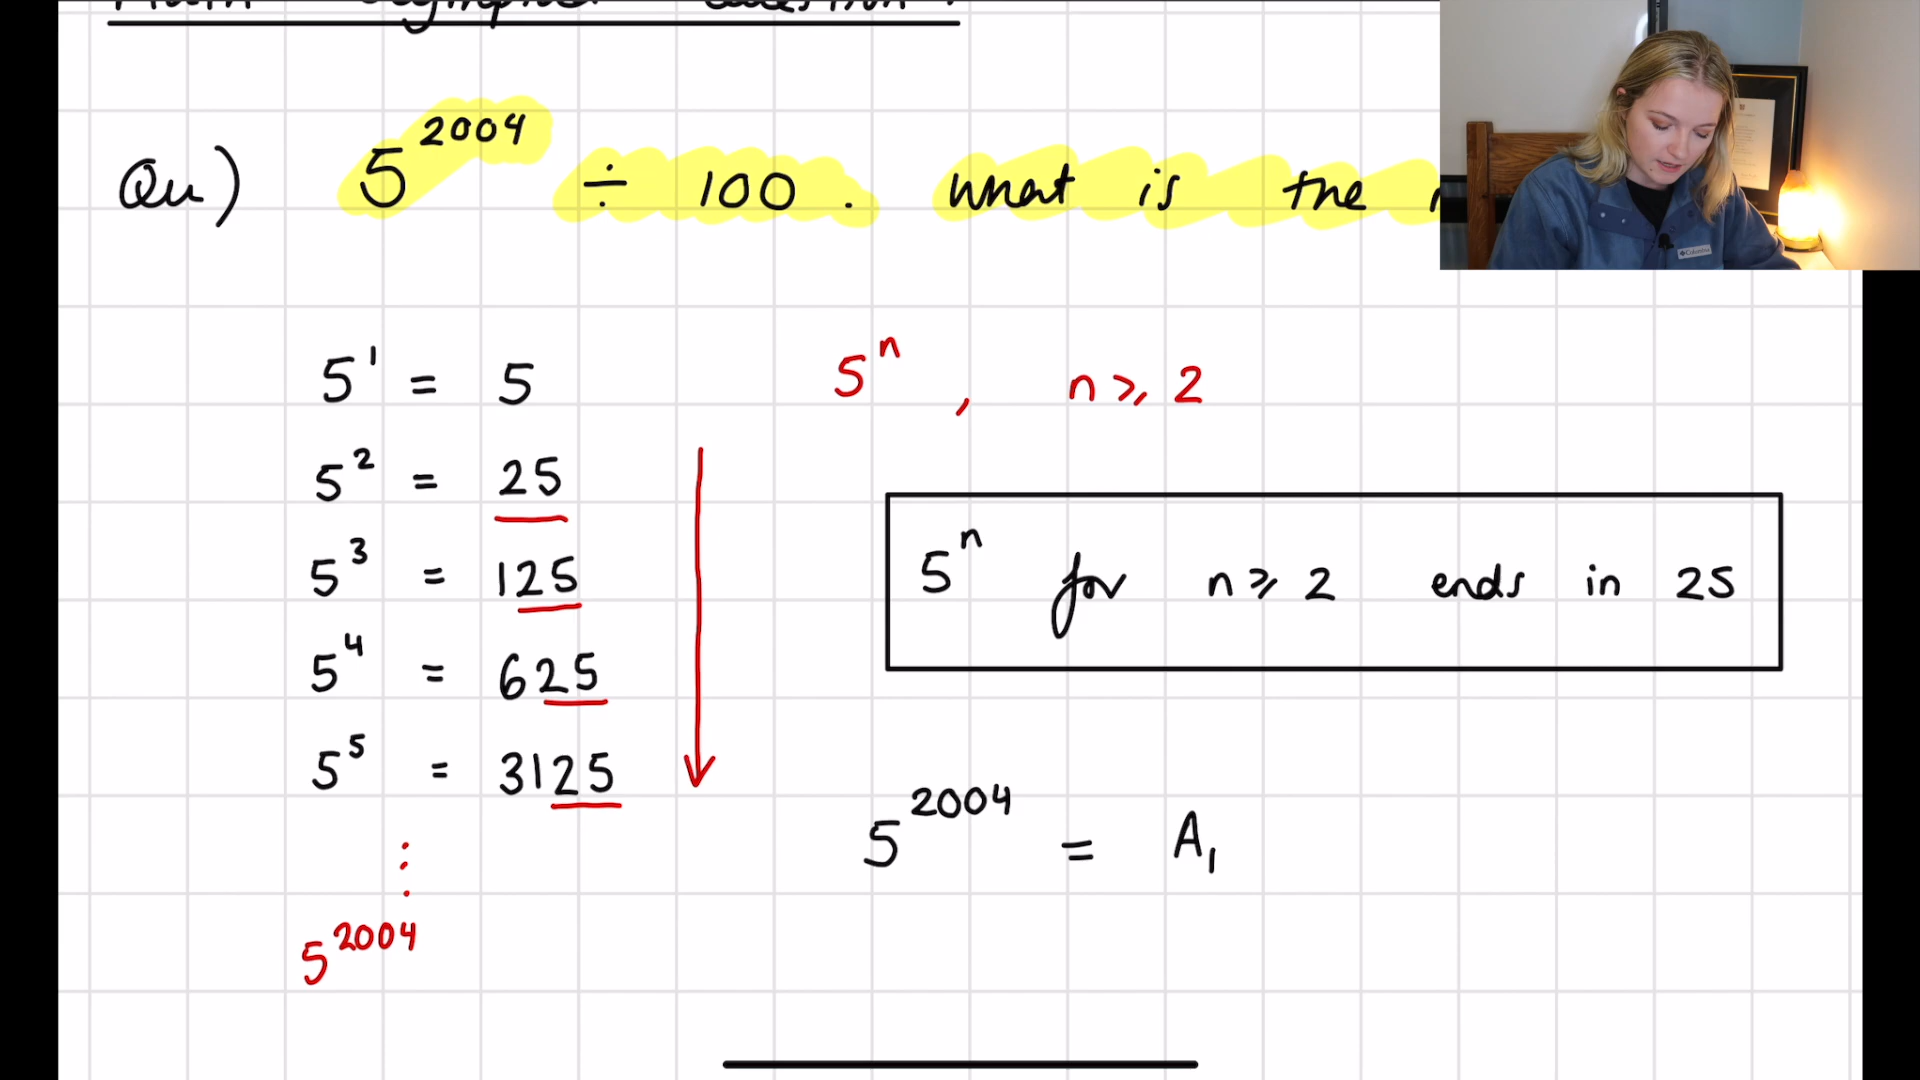 Qu) 5^2004 ÷ 100. What is the
5^1 = 5
5^2 = 25
5^3 = 125
5^4 = 625
5^5 = 3125
⋮
5^2004
5^n , n ⩾ 2
5^n for n ⩾ 2 ends in 25
5^2004 = A₁
Columbia